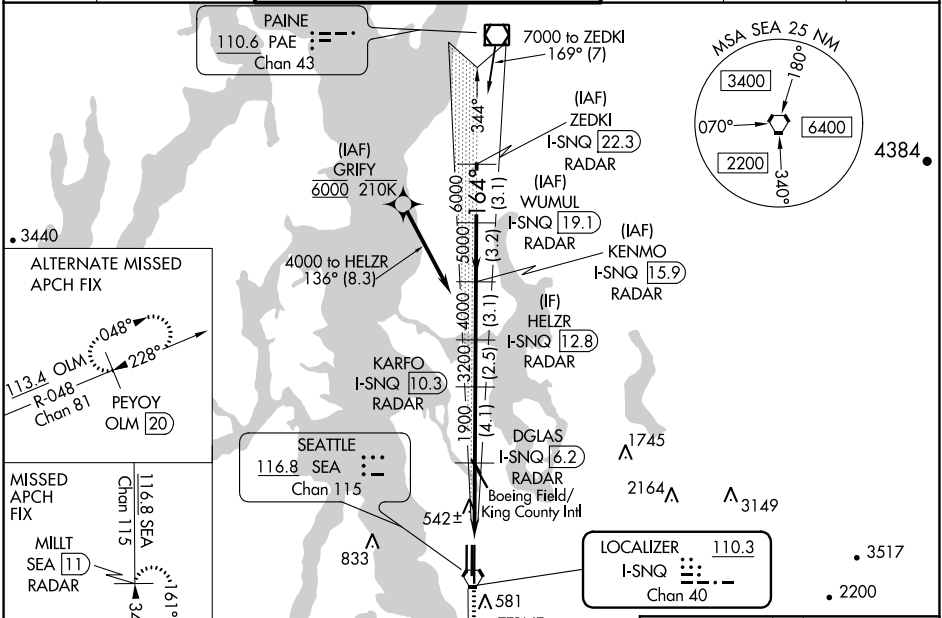 PAINE
110.6 PAE
Chan 43
7000 to ZEDKI
169° (7)
MSA SEA 25 NM
180°
3400
070°
6400
2200
340°
4384
344°
(IAF)
ZEDKI
I-SNQ 22.3
RADAR
(IAF)
GRIFY
6000 210K
6000
164°
(3.1)
(IAF)
WUMUL
I-SNQ 19.1
RADAR
5000
(3.2)
(IAF)
KENMO
I-SNQ 15.9
RADAR
3440
4000 to HELZR
136° (8.3)
4000
(3.1)
(IF)
HELZR
I-SNQ 12.8
RADAR
ALTERNATE MISSED
APCH FIX
048°
228°
113.4 OLM
R-048
Chan 81
PEYOY
OLM 20
3200
(2.5)
KARFO
I-SNQ 10.3
RADAR
1900
(4.1)
DGLAS
I-SNQ 6.2
RADAR
Boeing Field/
King County Intl
1745
2164
3149
SEATTLE
116.8 SEA
Chan 115
542±
833
MISSED
APCH
FIX
116.8 SEA
Chan 115
MILLT
SEA 11
RADAR
161°
34
LOCALIZER 110.3
I-SNQ
Chan 40
3517
2200
581